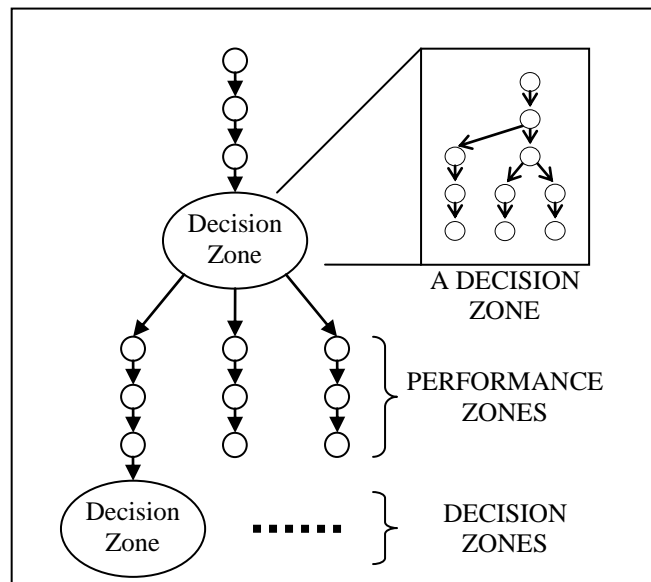 Decision
Zone
A DECISION
ZONE
PERFORMANCE
ZONES
Decision
Zone
DECISION
ZONES